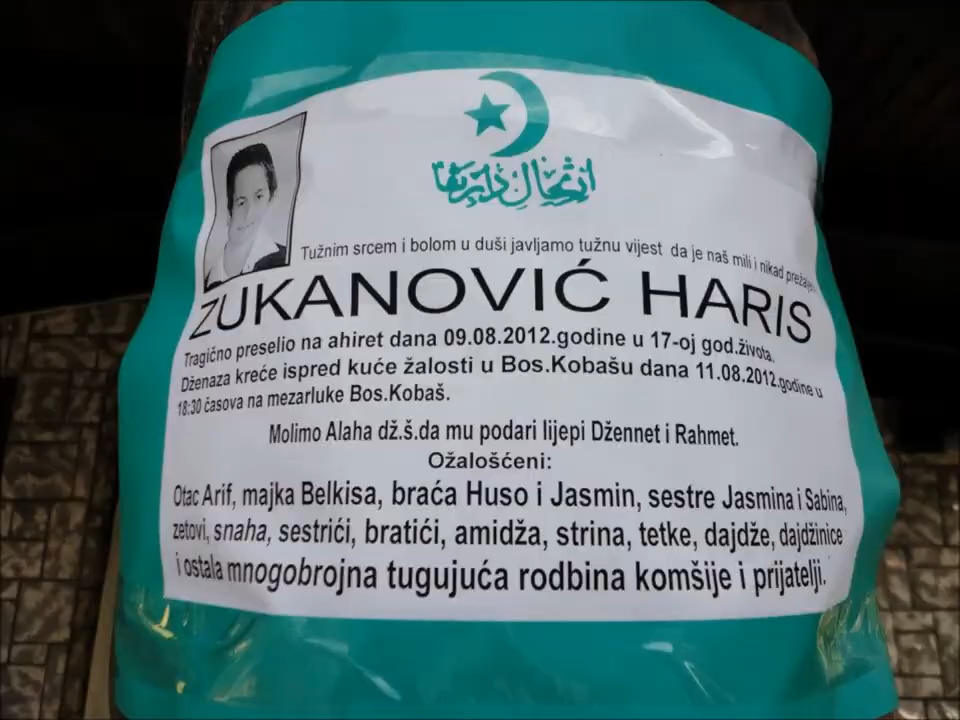 Tužnim srcem i bolom u duši javljamo tužnu vijest da je naš mili i nikad
ZUKANOVIĆ HARIS
Tragično preselio na ahiret dana 09.08.2012.godine u 17-oj god.života.
Dženaza kreće ispred kuće žalosti u Bos.Kobašu dana 11.08.2012.godine u
18:30 časova na mezarluke Bos.Kobaš.
Molimo Alaha dž.š.da mu podari lijepi Džennet i Rahmet.
Ožalošćeni:
Otac Arif, majka Belkisa, braća Huso i Jasmin, sestre Jasmina i Sabina,
zetovi, snaha, sestrići, bratići, amidža, strina, tetke, dajdže, dajdžinice
i ostala mnogobrojna tugujuća rodbina komšije i prijatelji.